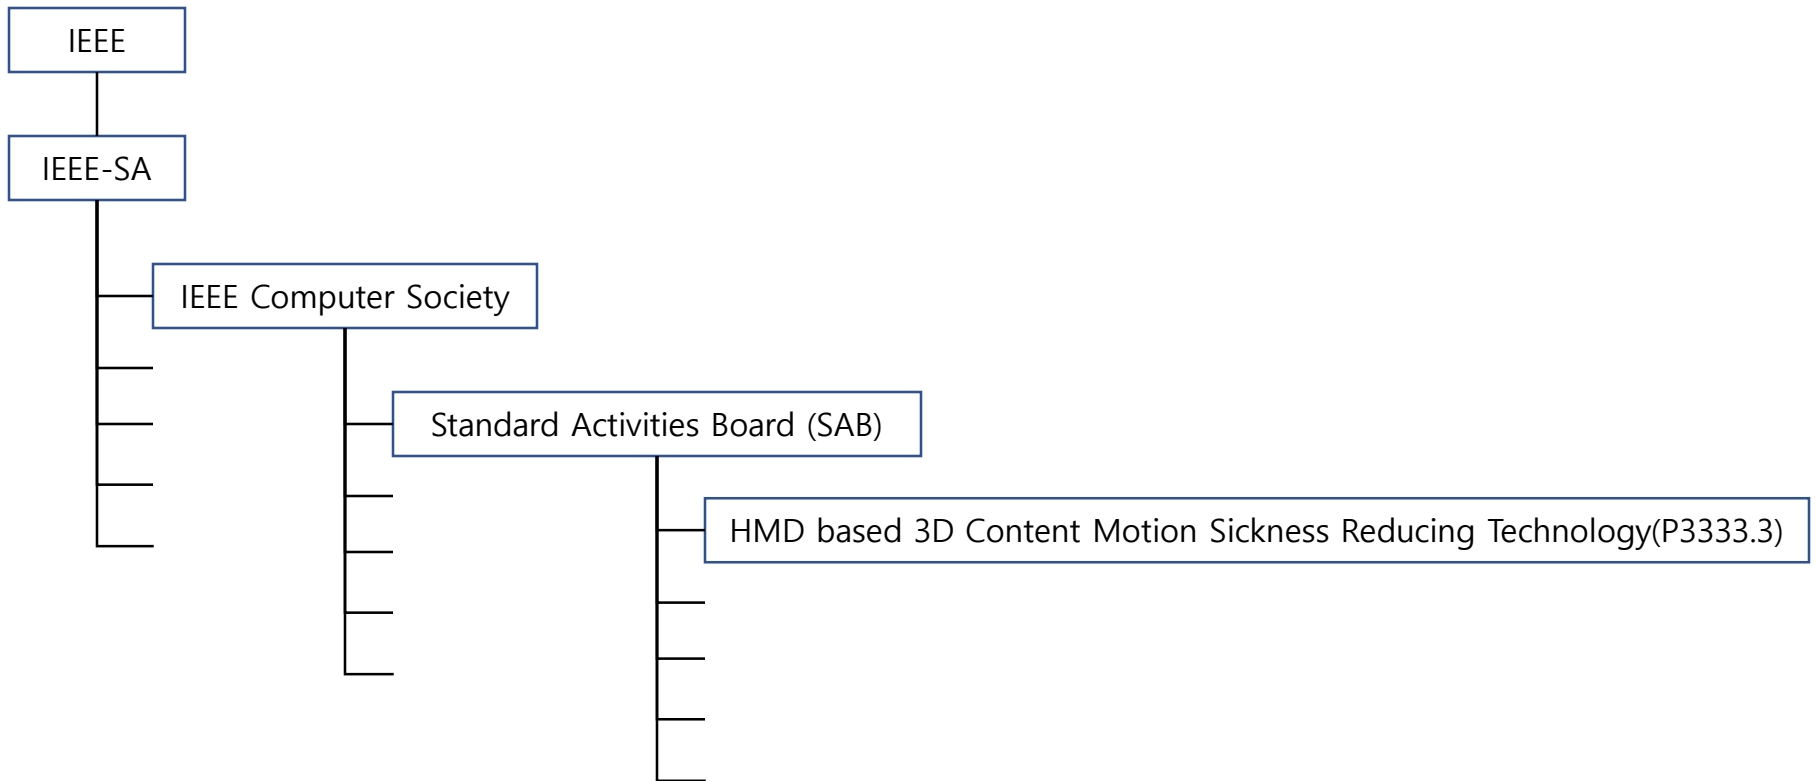 IEEE
IEEE-SA
IEEE Computer Society
Standard Activities Board (SAB)
HMD based 3D Content Motion Sickness Reducing Technology(P3333.3)